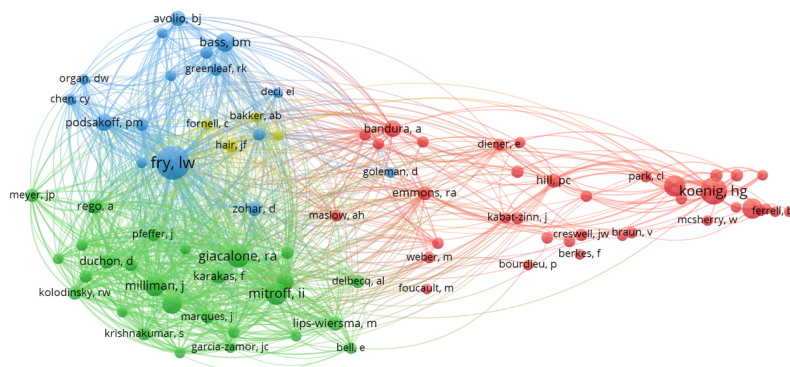 avolio, bj
bass, bm
greenleaf, rk
organ, dw
deci, el
chen, cy
podsakoff, pm
fornell, c
bakker, ab
bandura, a
hair, jf
diener, e
fry, lw
goleman, d
park, cl
hill, pc
koenig, hg
meyer, jp
emmons, ra
rego, a
zohar, d
maslow, ah
kabat-zinn, j
mcsherry, w
ferrell, b
pfeffer, j
creswell, jw
braun, v
giacalone, ra
weber, m
berkes, f
duchon, d
bourdieu, p
karakas, f
delbecq, al
milliman, j
foucault, m
kolodinsky, rw
mitroff, ii
marques, j
lips-wiersma, m
krishnakumar, s
garcia-zamor, jc
bell, e